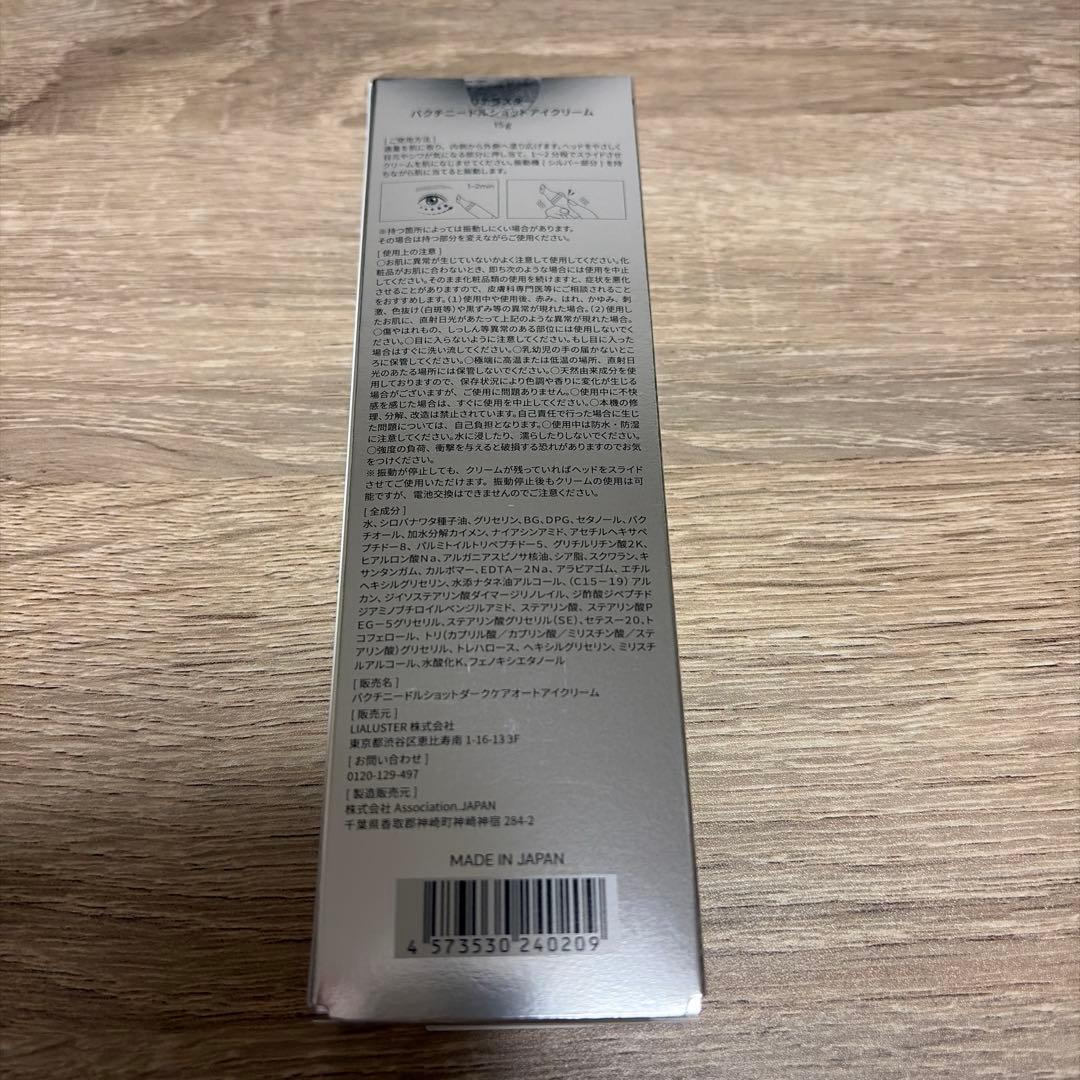 リアラスター
バクチニードルショットアイクリーム
15g
[ご使用方法]
適量を肌に取り、内側から外側へ塗り広げます。ヘッドをやさしく
目元やシワが気になる部分に押し当て、1〜2分程でスライドさせ
クリームを肌になじませてください。振動機[シルバー部分]を持
ちながら肌に当てると振動します。
1~2min
※持つ箇所によっては振動しにくい場合があります。
その場合は持つ部分を変えながらご使用ください。
[使用上の注意]
○お肌に異常が生じていないかよく注意して使用してください。化
粧品がお肌に合わないとき、即ち次のような場合には使用を中止
してください。そのまま化粧品類の使用を続けますと、症状を悪化
させることがありますので、皮膚科専門医等にご相談されること
をおすすめします。(1)使用中や使用後、赤み、はれ、かゆみ、刺
激、色抜け(白斑等)や黒ずみ等の異常が現れた場合。(2)使用し
たお肌に、直射日光があたって上記のような異常が現れた場合。
○傷やはれもの、しっしん等異常のある部位には使用しないでく
ださい。○目に入らないように注意してください。もし目に入った
場合はすぐに洗い流してください。○乳幼児の手の届かないとこ
ろに保管してください。○極端に高温または低温の場所、直射日
光のあたる場所には保管しないでください。○天然由来成分を使
用しておりますので、保存状況により色調や香りに変化が生じる
場合がございますが、ご使用に問題ありません。○使用中に不快
感を感じた場合は、すぐに使用を中止してください。○本機の修
理、分解、改造は禁止されています。自己責任で行った場合に生じ
た問題については、自己負担となります。○使用中は防水・防湿
に注意してください。水に浸したり、濡らしたりしないでください。
○強度の負荷、衝撃を与えると破損する恐れがありますのでお気
をつけください。
※振動が停止しても、クリームが残っていればヘッドをスライド
させてご使用いただけます。振動停止後もクリームの使用は可
能ですが、電池交換はできませんのでご注意ください。
[全成分]
水、シロバナワタ種子油、グリセリン、BG、DPG、セタノール、バク
チオール、加水分解カイメン、ナイアシンアミド、アセチルヘキサペ
プチドー8、パルミトイルトリペプチドー5、グリチルリチン酸2K、
ヒアルロン酸Na、アルガニアスピノサ核油、シア脂、スクワラン、キ
サンタンガム、カルボマー、EDTAー2Na、アラビアゴム、エチル
ヘキシルグリセリン、水添ナタネ油アルコール、(C15ー19)アル
カン、ジイソステアリン酸ダイマージリノレイル、ジ酢酸ジペプチド
ジアミノブチロイルベンジルアミド、ステアリン酸、ステアリン酸P
EGー5グリセリル、ステアリン酸グリセリル(SE)、セテスー20、ト
コフェロール、トリ(カプリル酸/カプリン酸/ミリスチン酸/ステ
アリン酸)グリセリル、トレハロース、ヘキシルグリセリン、ミリスチ
ルアルコール、水酸化K、フェノキシエタノール
[販売名]
バクチニードルショットダークケアオートアイクリーム
[販売元]
LIALUSTER 株式会社
東京都渋谷区恵比寿南 1-16-13 3F
[お問い合わせ]
0120-129-497
[製造販売元]
株式会社 Association.JAPAN
千葉県香取郡神崎町神崎神宿 284-2
MADE IN JAPAN
4 573530 240209